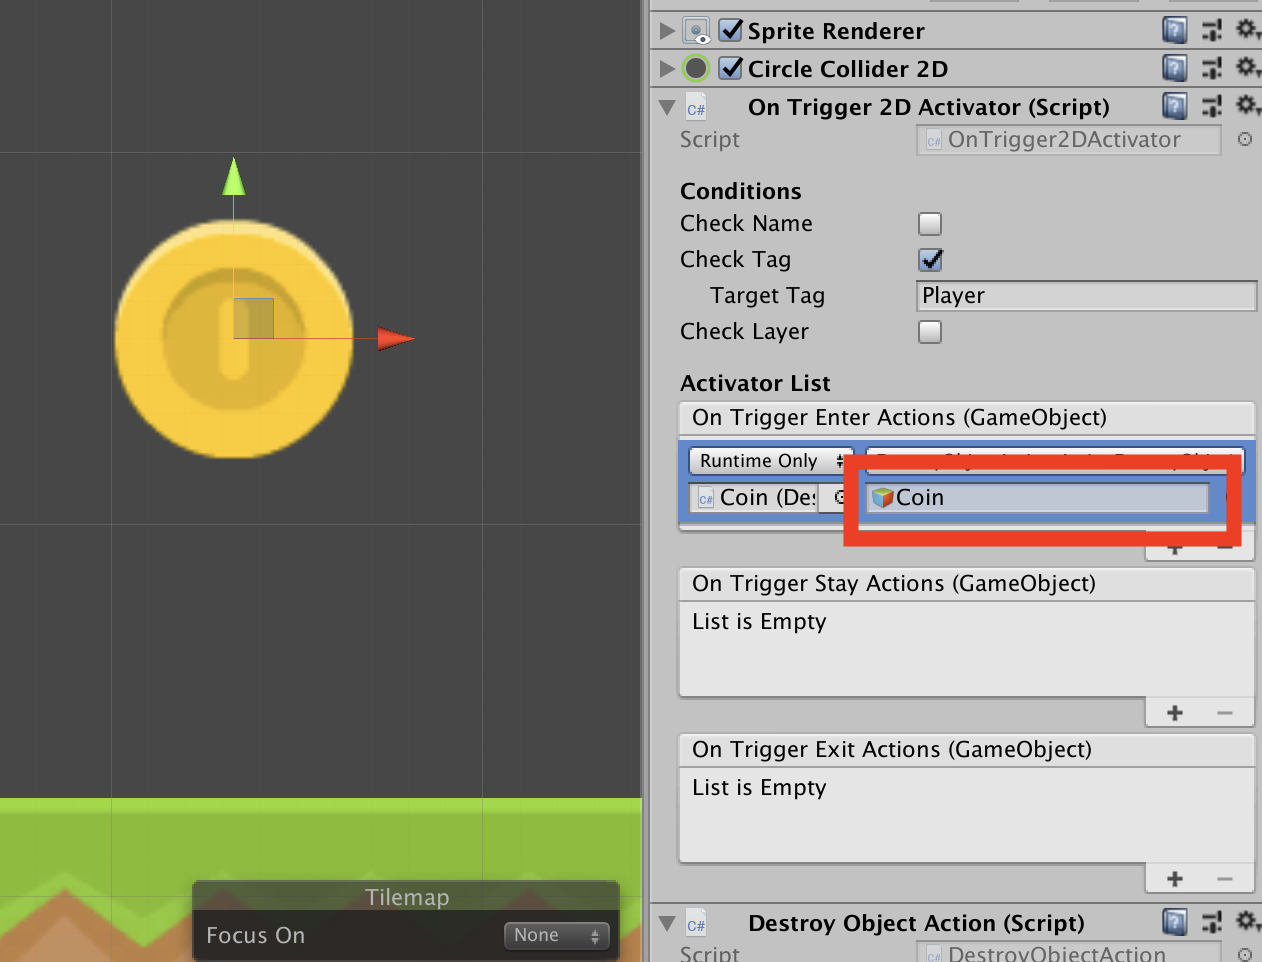 Sprite Renderer
Circle Collider 2D
C# On Trigger 2D Activator (Script)
Script C# OnTrigger2DActivator
Conditions
Check Name
Check Tag
Target Tag Player
Check Layer
Activator List
On Trigger Enter Actions (GameObject)
Runtime Only
C# Coin (Des Coin
On Trigger Stay Actions (GameObject)
List is Empty
On Trigger Exit Actions (GameObject)
List is Empty
Tilemap
Focus On None
C# Destroy Object Action (Script)
Script C# DestroyObjectAction